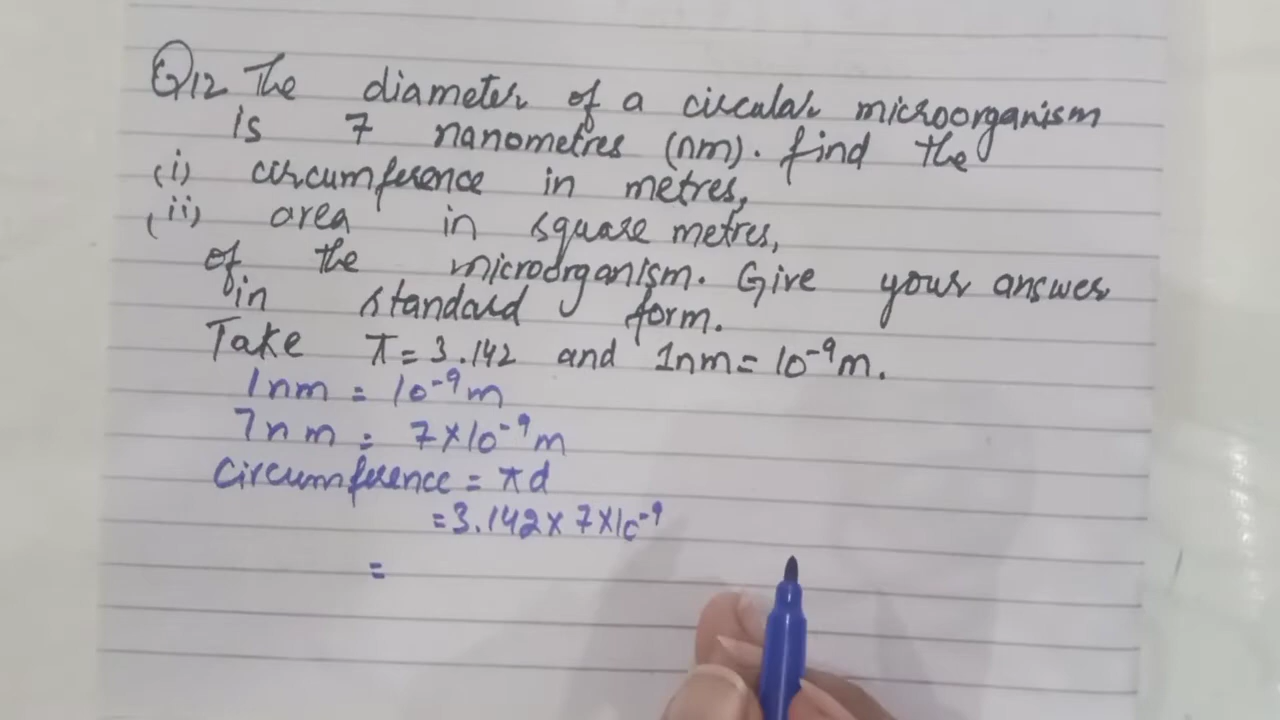 Q12 The diameter of a circular microorganism
is 7 nanometres (nm). find the
(i) circumference in metres,
(ii) area in square metres,
of the microorganism. Give your answer
in standard form.
Take π = 3.142 and 1nm = 10⁻⁹m.
1nm = 10⁻⁹m
7nm = 7×10⁻⁹m
Circumference = πd
= 3.142 × 7×10⁻⁹
=